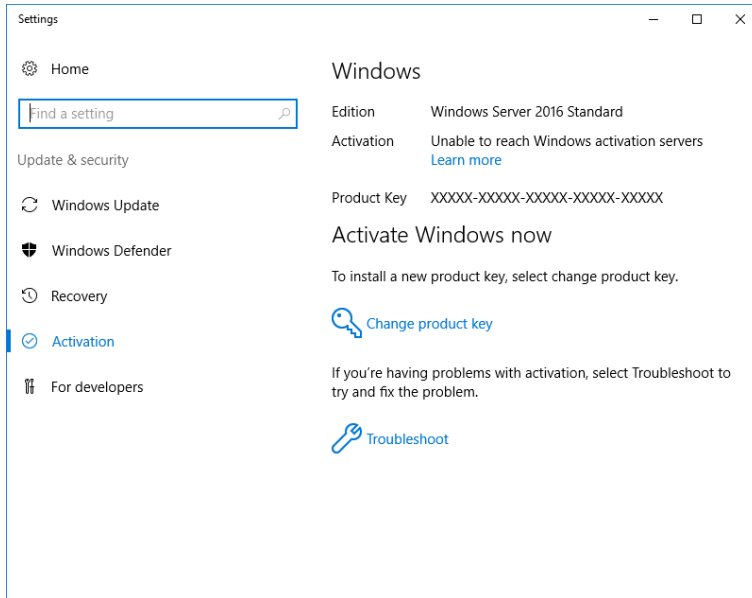 Settings
Home
Find a setting
Update & security
Windows Update
Windows Defender
Recovery
Activation
For developers
Windows
Edition Windows Server 2016 Standard
Activation Unable to reach Windows activation servers
Learn more
Product Key XXXXX-XXXXX-XXXXX-XXXXX-XXXXX
Activate Windows now
To install a new product key, select change product key.
Change product key
If you're having problems with activation, select Troubleshoot to
try and fix the problem.
Troubleshoot